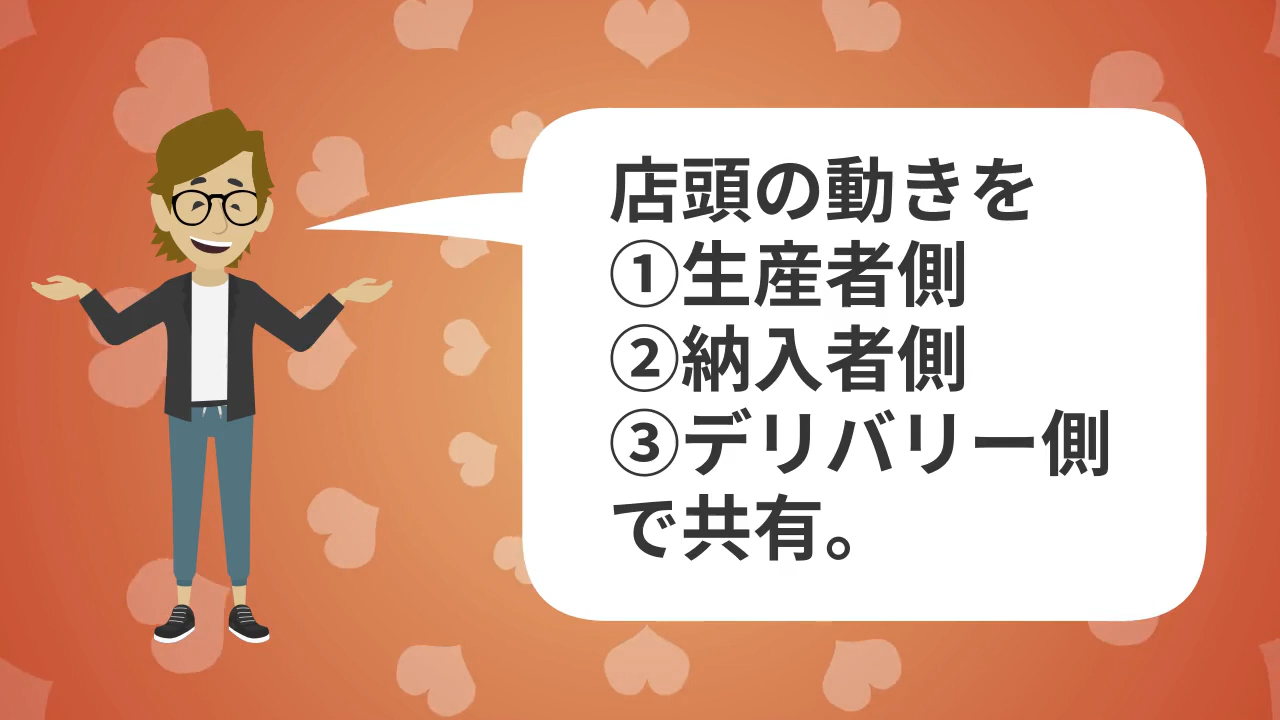 店頭の動きを
①生産者側
②納入者側
③デリバリー側
で共有。